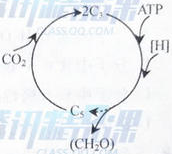 2C₃
ATP
[H]
CO₂
C₅
(CH₂O)